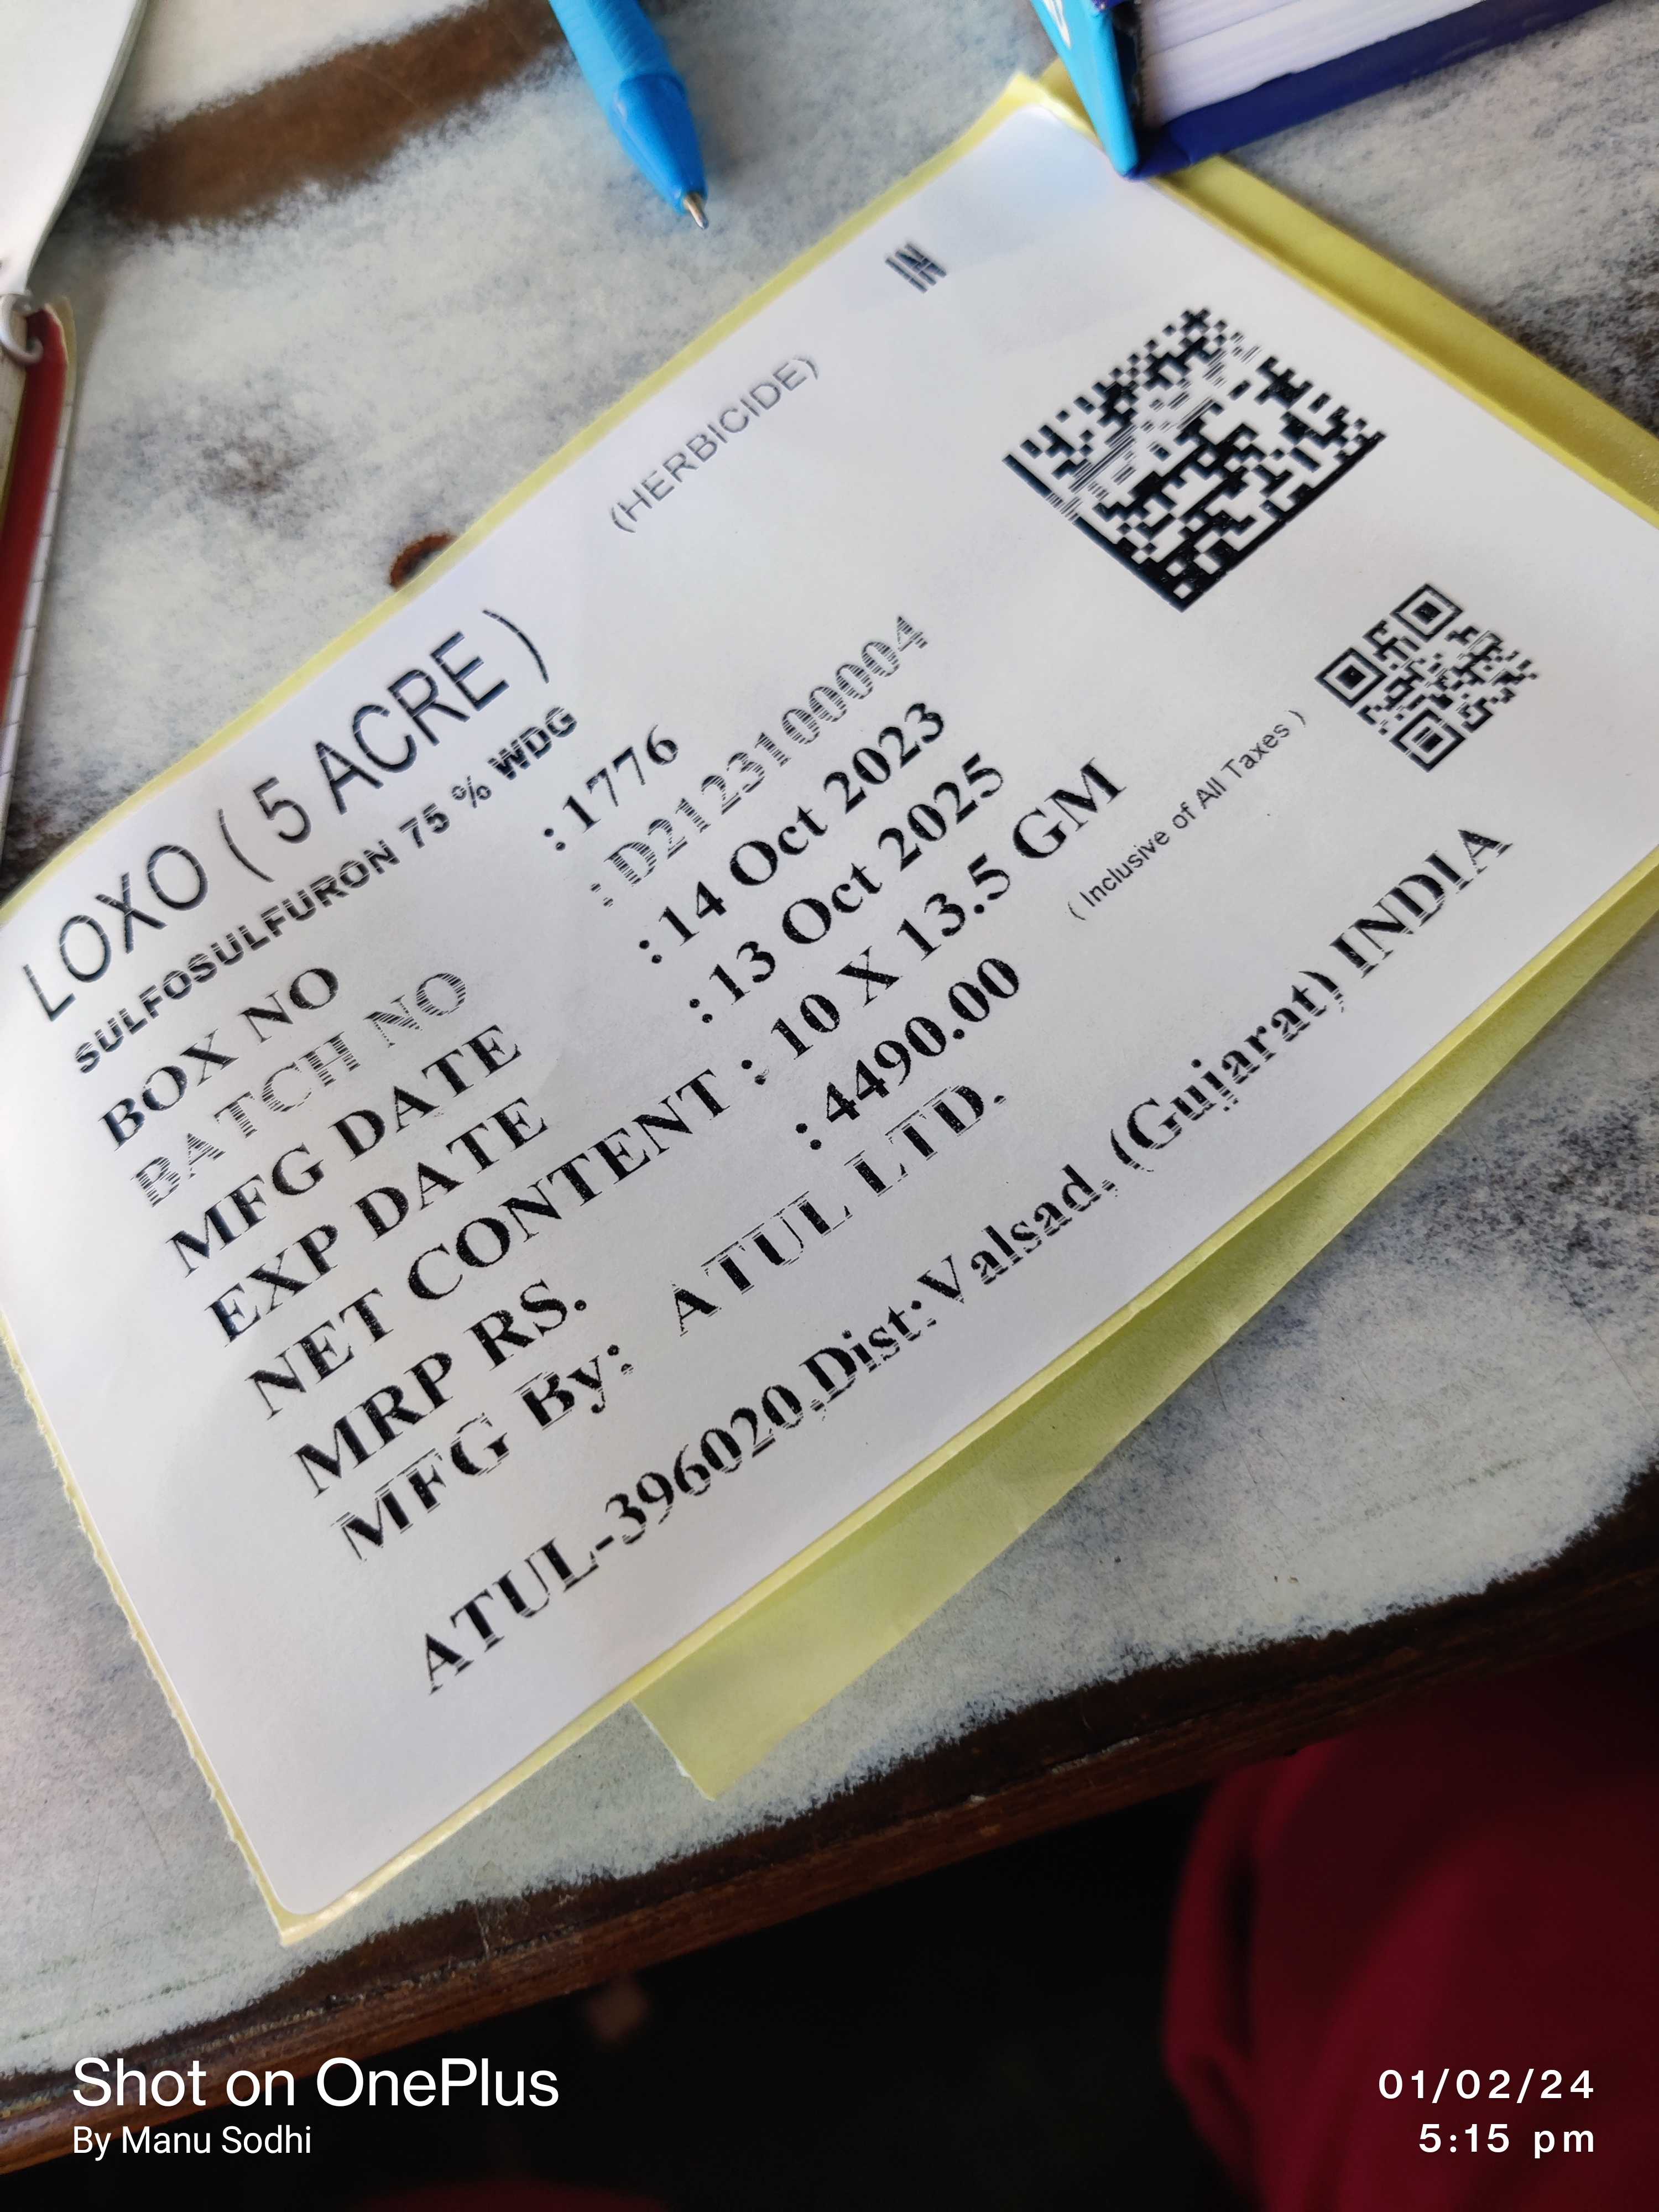 IN
(HERBICIDE)
LOXO ( 5 ACRE )
SULFOSULFURON 75 % WDG
BOX NO : 1776
BATCH NO : D2123100004
MFG DATE : 14 Oct 2023
EXP DATE : 13 Oct 2025
NET CONTENT : 10 X 13.5 GM
MRP RS. : 4490.00 ( Inclusive of All Taxes )
MFG By: ATUL LTD.
ATUL-396020,Dist:Valsad, (Gujarat) INDIA
Shot on OnePlus
By Manu Sodhi
01/02/24
5:15 pm